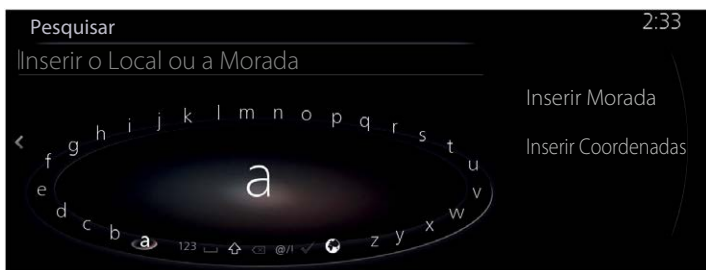 Pesquisar
2:33
Inserir o Local ou a Morada
Inserir Morada
Inserir Coordenadas
a b c d e f g h i j k l m n o p q r s t u v w x y z
a
123 @/!